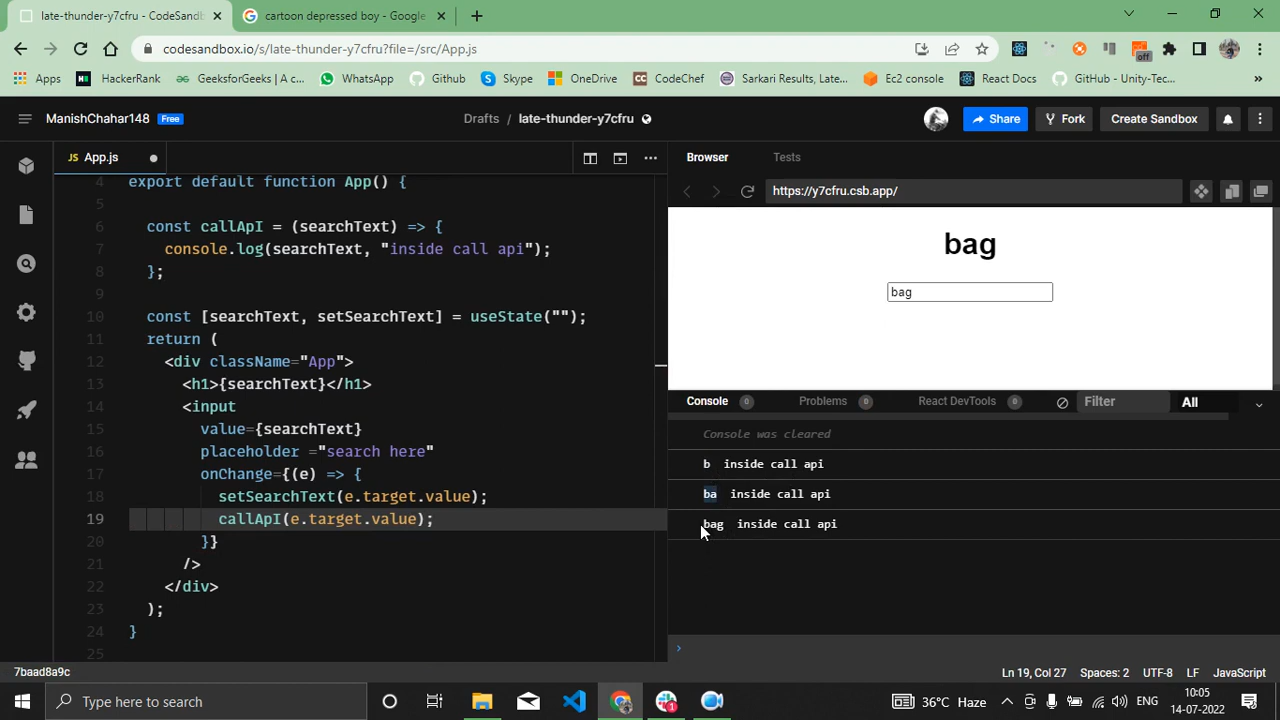 late-thunder-y7cfru - CodeSandb
cartoon depressed boy - Google
codesandbox.io/s/late-thunder-y7cfru?file=/src/App.js
off
Apps
HackerRank
GeeksforGeeks | A c...
WhatsApp
Github
Skype
OneDrive
CodeChef
Sarkari Results, Late...
Ec2 console
React Docs
GitHub - Unity-Tec...
»
ManishChahar148
Free
Drafts / late-thunder-y7cfru
Share
Fork
Create Sandbox
JS App.js
Browser
Tests
https://y7cfru.csb.app/
4 export default function App() {
5
6 const callApI = (searchText) => {
7 console.log(searchText, "inside call api");
8 };
9
10 const [searchText, setSearchText] = useState("");
11 return (
12 <div className="App">
13 <h1>{searchText}</h1>
14 <input
15 value={searchText}
16 placeholder ="search here"
17 onChange={(e) => {
18 setSearchText(e.target.value);
19 callApI(e.target.value);
20 }}
21 />
22 </div>
23 );
24 }
25
bag
bag
Console 0
Problems 0
React DevTools 0
Filter
All
Console was cleared
b inside call api
ba inside call api
bag inside call api
7baad8a9c
Ln 19, Col 27
Spaces: 2
UTF-8
LF
JavaScript
Type here to search
36°C Haze
ENG
10:05
14-07-2022